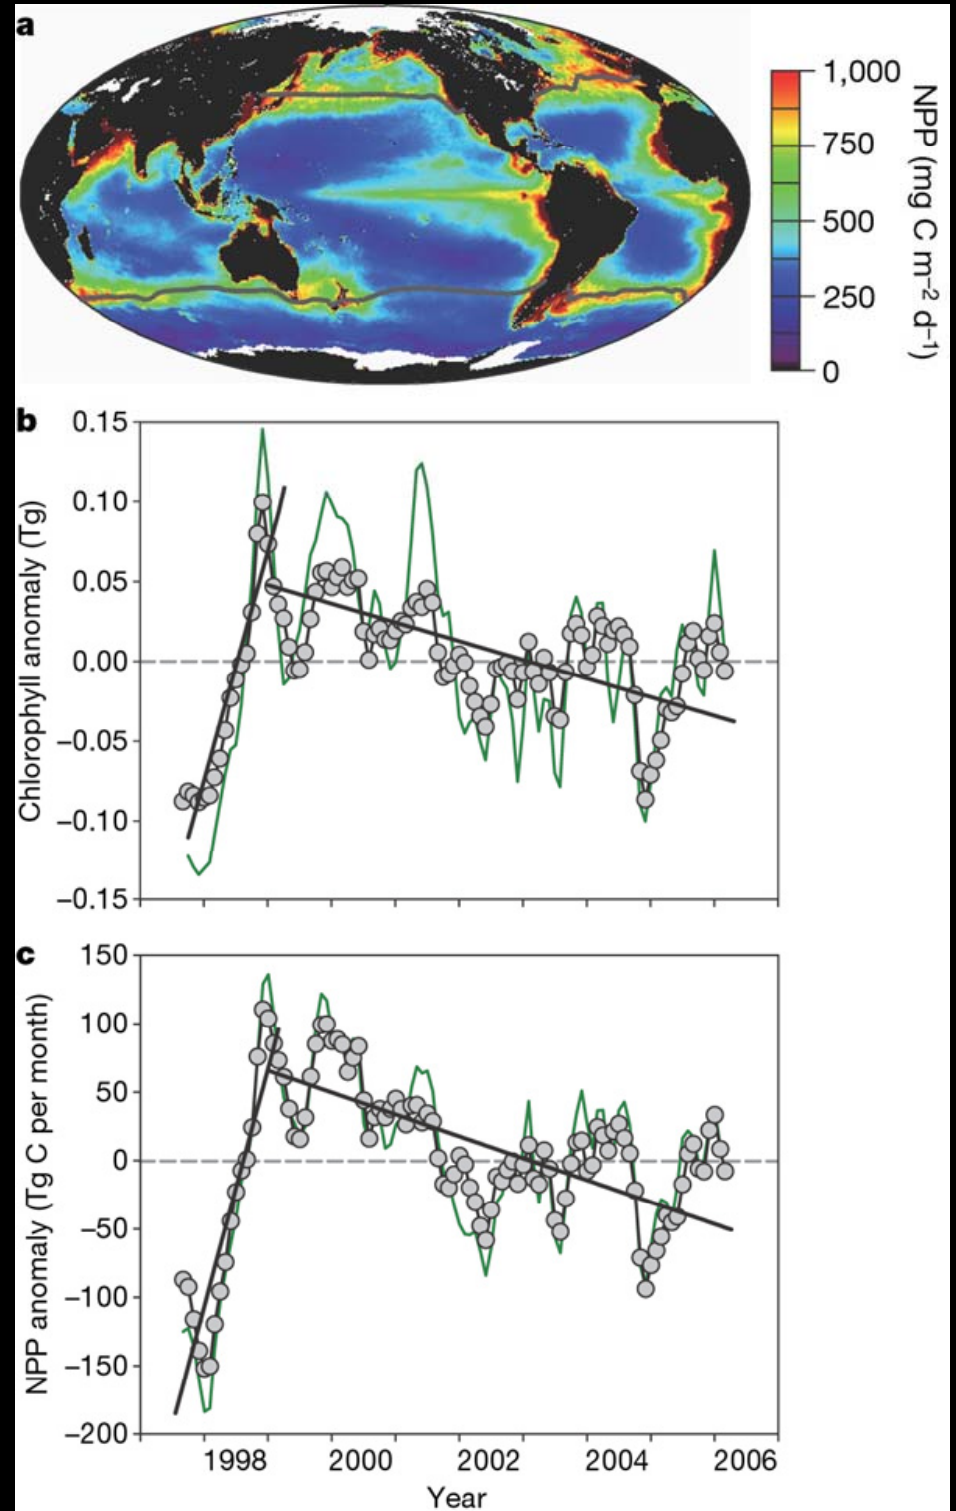 a
1,000
750
500
250
0
NPP (mg C m⁻² d⁻¹)
b
Chlorophyll anomaly (Tg)
0.15
0.10
0.05
0.00
−0.05
−0.10
−0.15
c
NPP anomaly (Tg C per month)
150
100
50
0
−50
−100
−150
−200
1998 2000 2002 2004 2006
Year